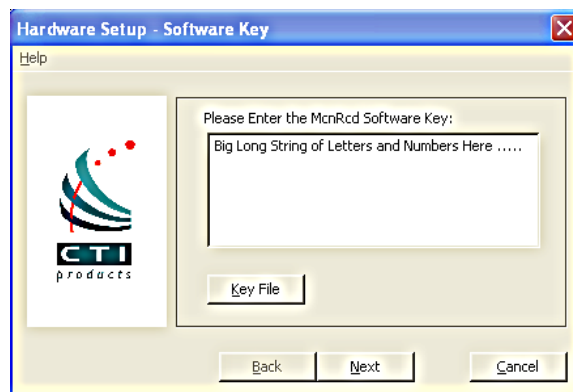 Hardware Setup - Software Key
Help
Please Enter the McnRcd Software Key:
Big Long String of Letters and Numbers Here .....
CTI
products
Key File
Back
Next
Cancel